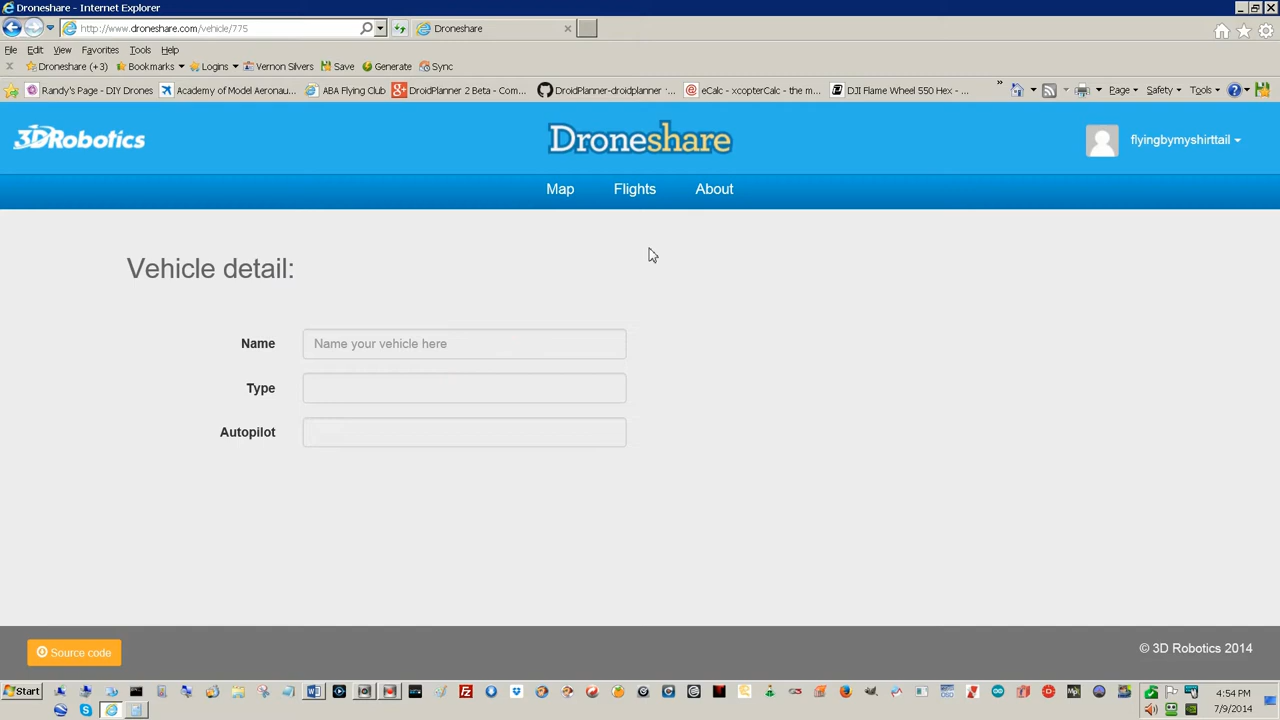 Droneshare - Internet Explorer
http://www.droneshare.com/vehicle/775
Droneshare
File Edit View Favorites Tools Help
Droneshare (+3) Bookmarks Logins Vernon Silvers Save Generate Sync
Randy's Page - DIY Drones Academy of Model Aeronau... ABA Flying Club DroidPlanner 2 Beta - Com... DroidPlanner-droidplanner ... eCalc - xcopterCalc - the m... DJI Flame Wheel 550 Hex - ... Page Safety Tools
3DRobotics
Droneshare
flyingbymyshirttail
Map Flights About
Vehicle detail:
Name Name your vehicle here
Type
Autopilot
Source code
© 3D Robotics 2014
Start
4:54 PM
7/9/2014